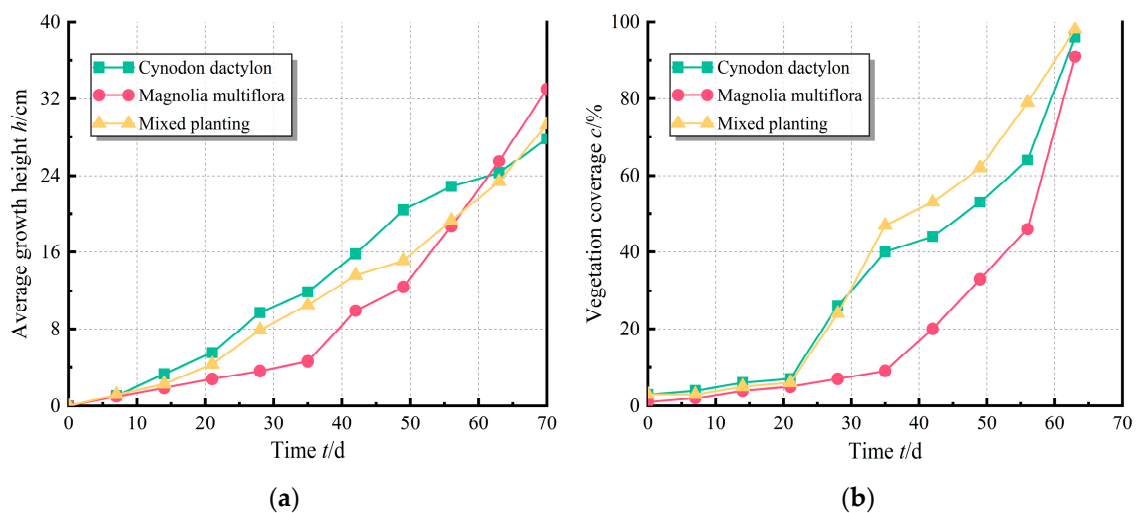 40
32
24
16
8
0
Average growth height h/cm
Cynodon dactylon
Magnolia multiflora
Mixed planting
0 10 20 30 40 50 60 70
Time t/d
(a)
100
80
60
40
20
0
Vegetation coverage c/%
Cynodon dactylon
Magnolia multiflora
Mixed planting
0 10 20 30 40 50 60 70
Time t/d
(b)